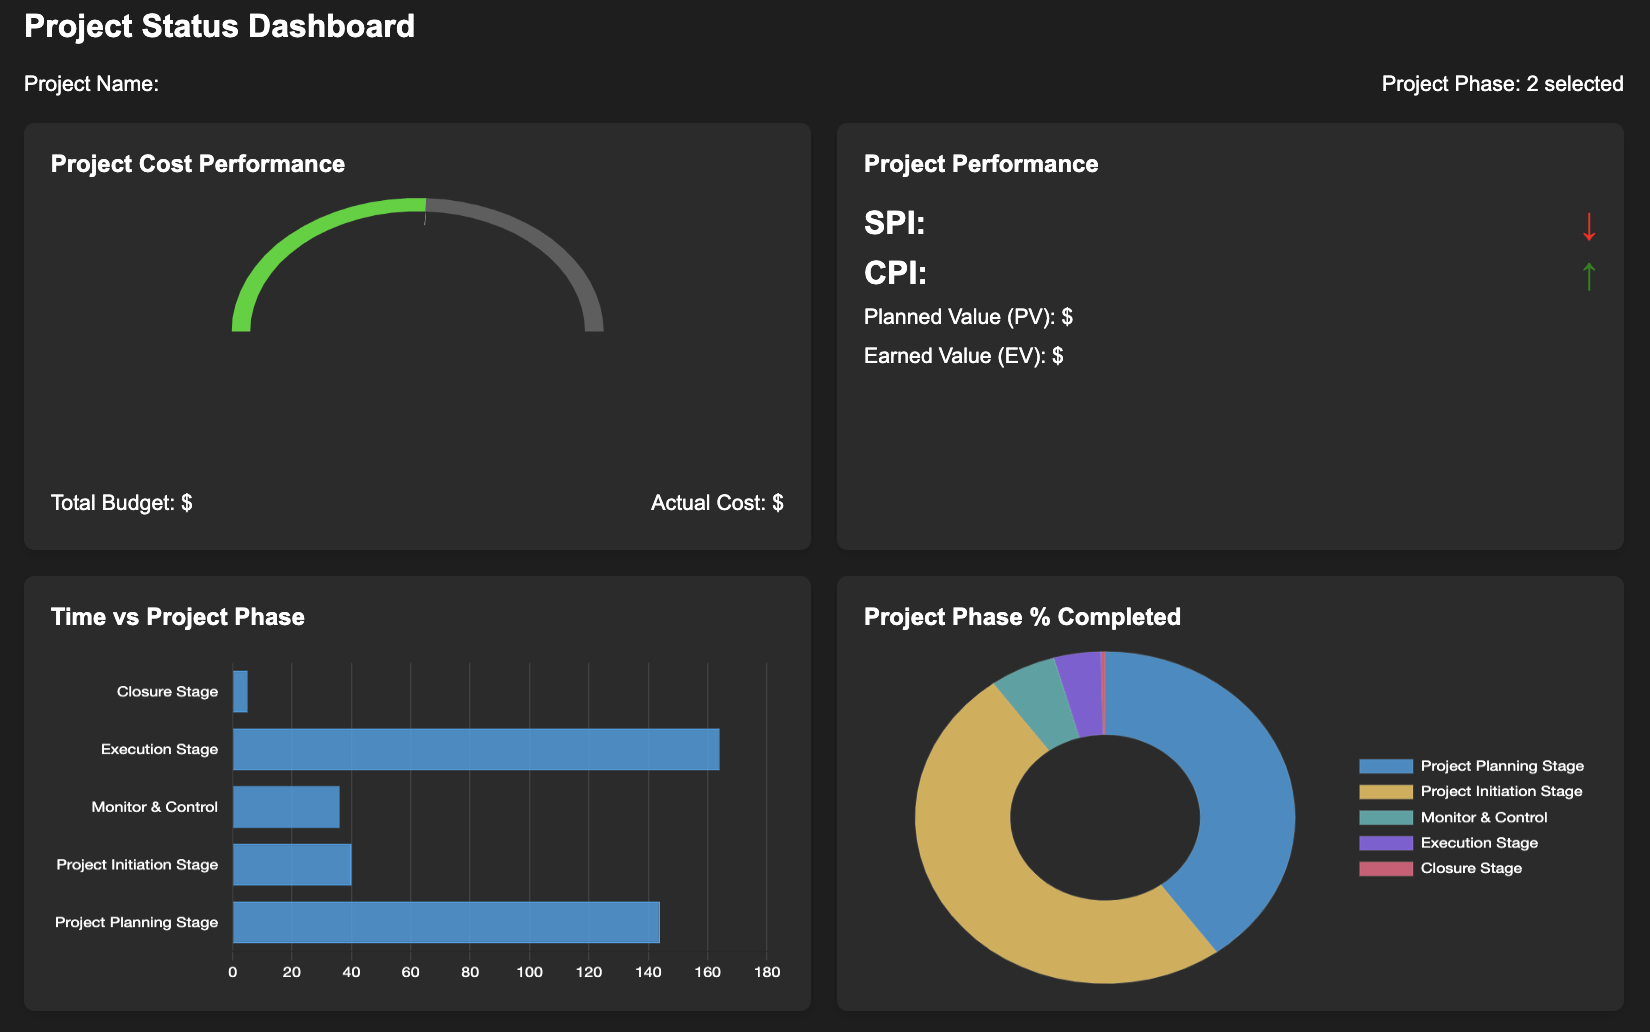 Project Status Dashboard
Project Name:
Project Phase: 2 selected
Project Cost Performance
Total Budget: $
Actual Cost: $
Project Performance
SPI: ↓
CPI: ↑
Planned Value (PV): $
Earned Value (EV): $
Time vs Project Phase
Closure Stage
Execution Stage
Monitor & Control
Project Initiation Stage
Project Planning Stage
0 20 40 60 80 100 120 140 160 180
Project Phase % Completed
Project Planning Stage
Project Initiation Stage
Monitor & Control
Execution Stage
Closure Stage